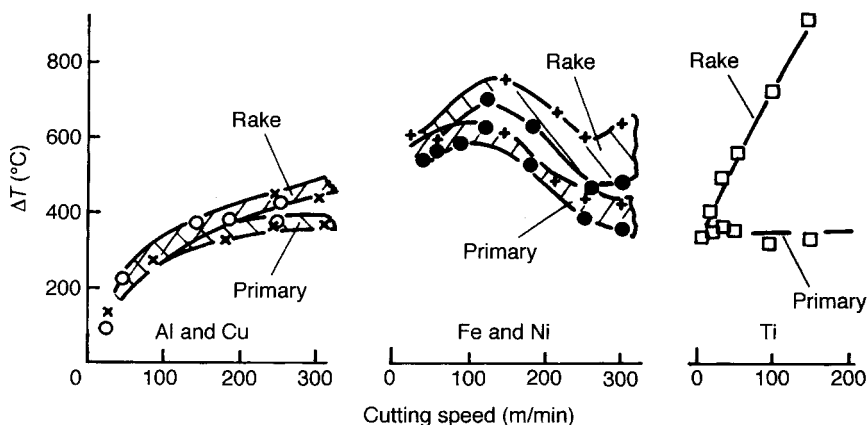 800
600
400
200
ΔT (°C)
Rake
Primary
Al and Cu
0 100 200 300
Rake
Primary
Fe and Ni
0 100 200 300
Rake
Primary
Ti
0 100 200
Cutting speed (m/min)